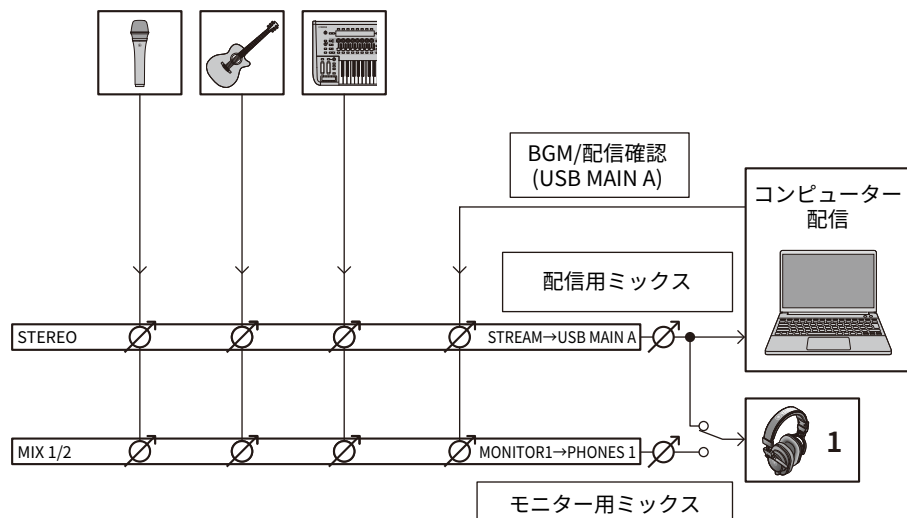 BGM/配信確認
(USB MAIN A)
コンピューター
配信
配信用ミックス
STEREO
STREAM→USB MAIN A
MIX 1/2
MONITOR1→PHONES 1
1
モニター用ミックス